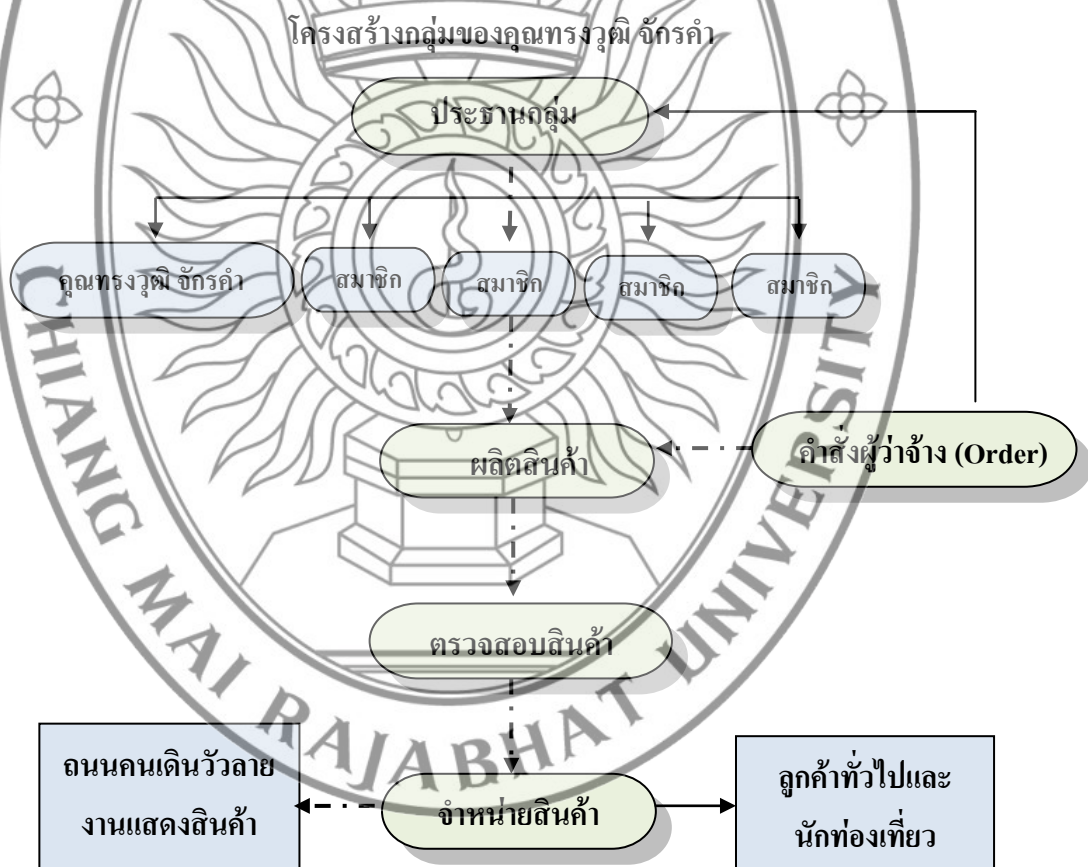 โครงสร้างกลุ่มของคุณทรงวุฒิ จักรคำ
ประธานกลุ่ม
คุณทรงวุฒิ จักรคำ
สมาชิก
สมาชิก
สมาชิก
สมาชิก
ผลิตสินค้า
คำสั่งผู้ว่าจ้าง (Order)
ตรวจสอบสินค้า
ถนนคนเดินวัวลาย
งานแสดงสินค้า
จำหน่ายสินค้า
ลูกค้าทั่วไปและ
นักท่องเที่ยว
CHIANG MAI RAJABHAT UNIVERSITY